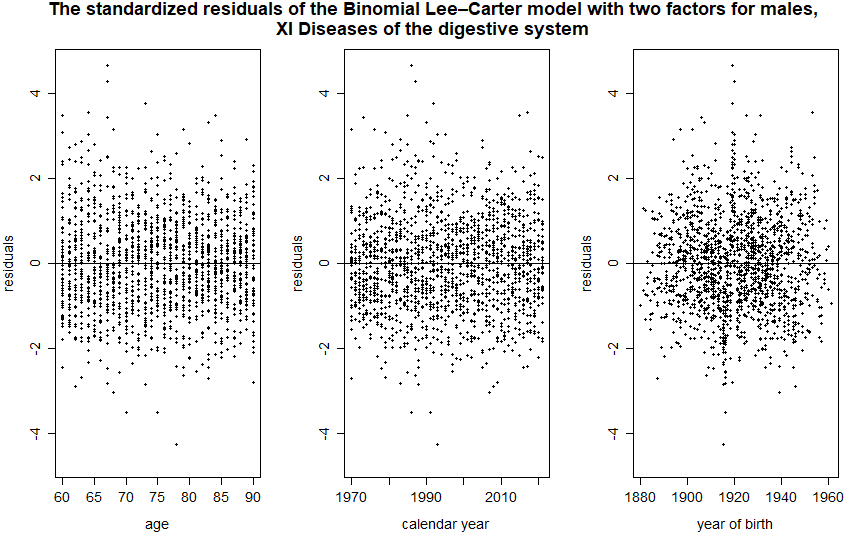 The standardized residuals of the Binomial Lee–Carter model with two factors for males,
XI Diseases of the digestive system
residuals
4
2
0
-2
-4
60 65 70 75 80 85 90
age
residuals
4
2
0
-2
-4
1970 1990 2010
calendar year
residuals
4
2
0
-2
-4
1880 1900 1920 1940 1960
year of birth